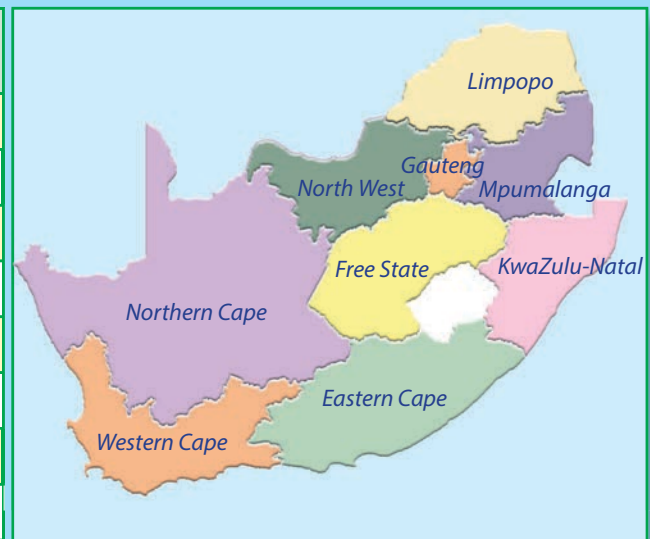 Limpopo
Gauteng
North West
Mpumalanga
Free State
KwaZulu-Natal
Northern Cape
Eastern Cape
Western Cape